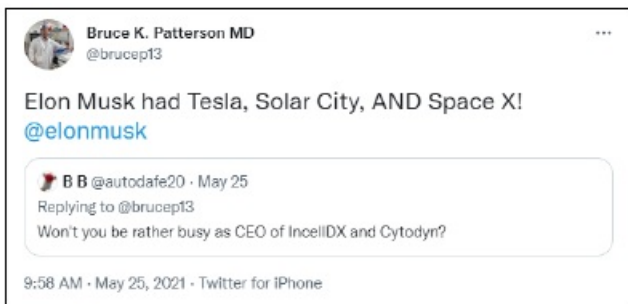 Bruce K. Patterson MD
@brucep13
Elon Musk had Tesla, Solar City, AND Space X!
@elonmusk
B B @autodafe20 · May 25
Replying to @brucep13
Won't you be rather busy as CEO of IncellDX and Cytodyn?
9:58 AM · May 25, 2021 · Twitter for iPhone